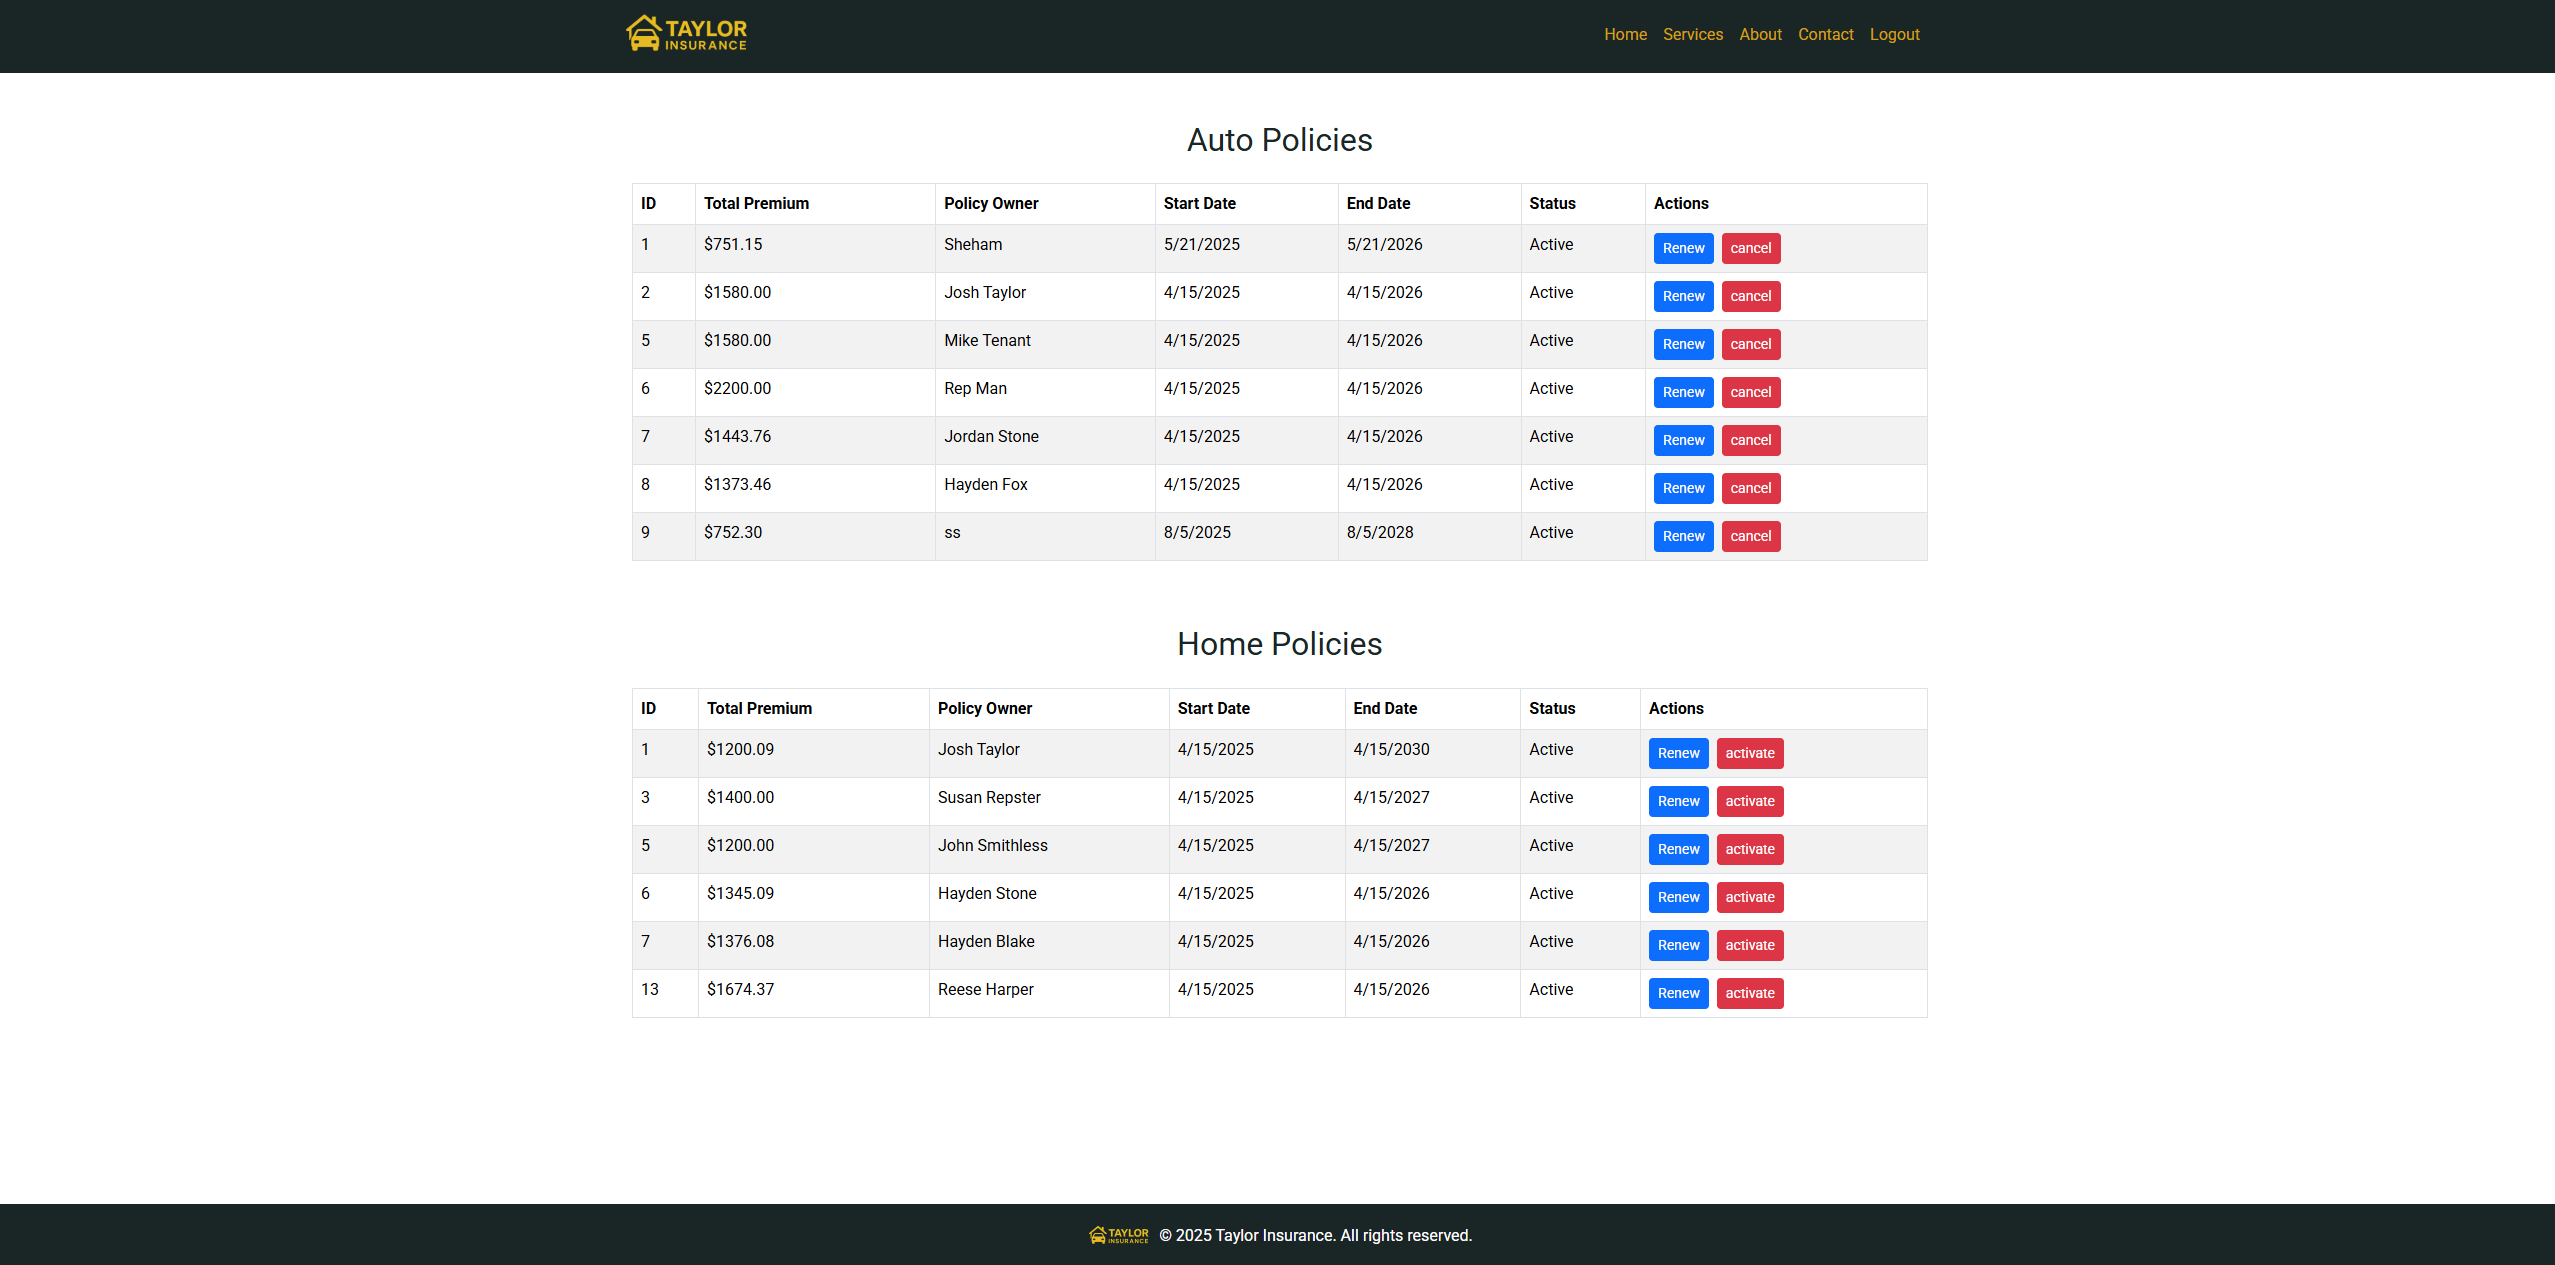 TAYLOR
INSURANCE
Home Services About Contact Logout
Auto Policies
ID Total Premium Policy Owner Start Date End Date Status Actions
1 $751.15 Sheham 5/21/2025 5/21/2026 Active Renew cancel
2 $1580.00 Josh Taylor 4/15/2025 4/15/2026 Active Renew cancel
5 $1580.00 Mike Tenant 4/15/2025 4/15/2026 Active Renew cancel
6 $2200.00 Rep Man 4/15/2025 4/15/2026 Active Renew cancel
7 $1443.76 Jordan Stone 4/15/2025 4/15/2026 Active Renew cancel
8 $1373.46 Hayden Fox 4/15/2025 4/15/2026 Active Renew cancel
9 $752.30 ss 8/5/2025 8/5/2028 Active Renew cancel
Home Policies
ID Total Premium Policy Owner Start Date End Date Status Actions
1 $1200.09 Josh Taylor 4/15/2025 4/15/2030 Active Renew activate
3 $1400.00 Susan Repster 4/15/2025 4/15/2027 Active Renew activate
5 $1200.00 John Smithless 4/15/2025 4/15/2027 Active Renew activate
6 $1345.09 Hayden Stone 4/15/2025 4/15/2026 Active Renew activate
7 $1376.08 Hayden Blake 4/15/2025 4/15/2026 Active Renew activate
13 $1674.37 Reese Harper 4/15/2025 4/15/2026 Active Renew activate
TAYLOR
INSURANCE
© 2025 Taylor Insurance. All rights reserved.